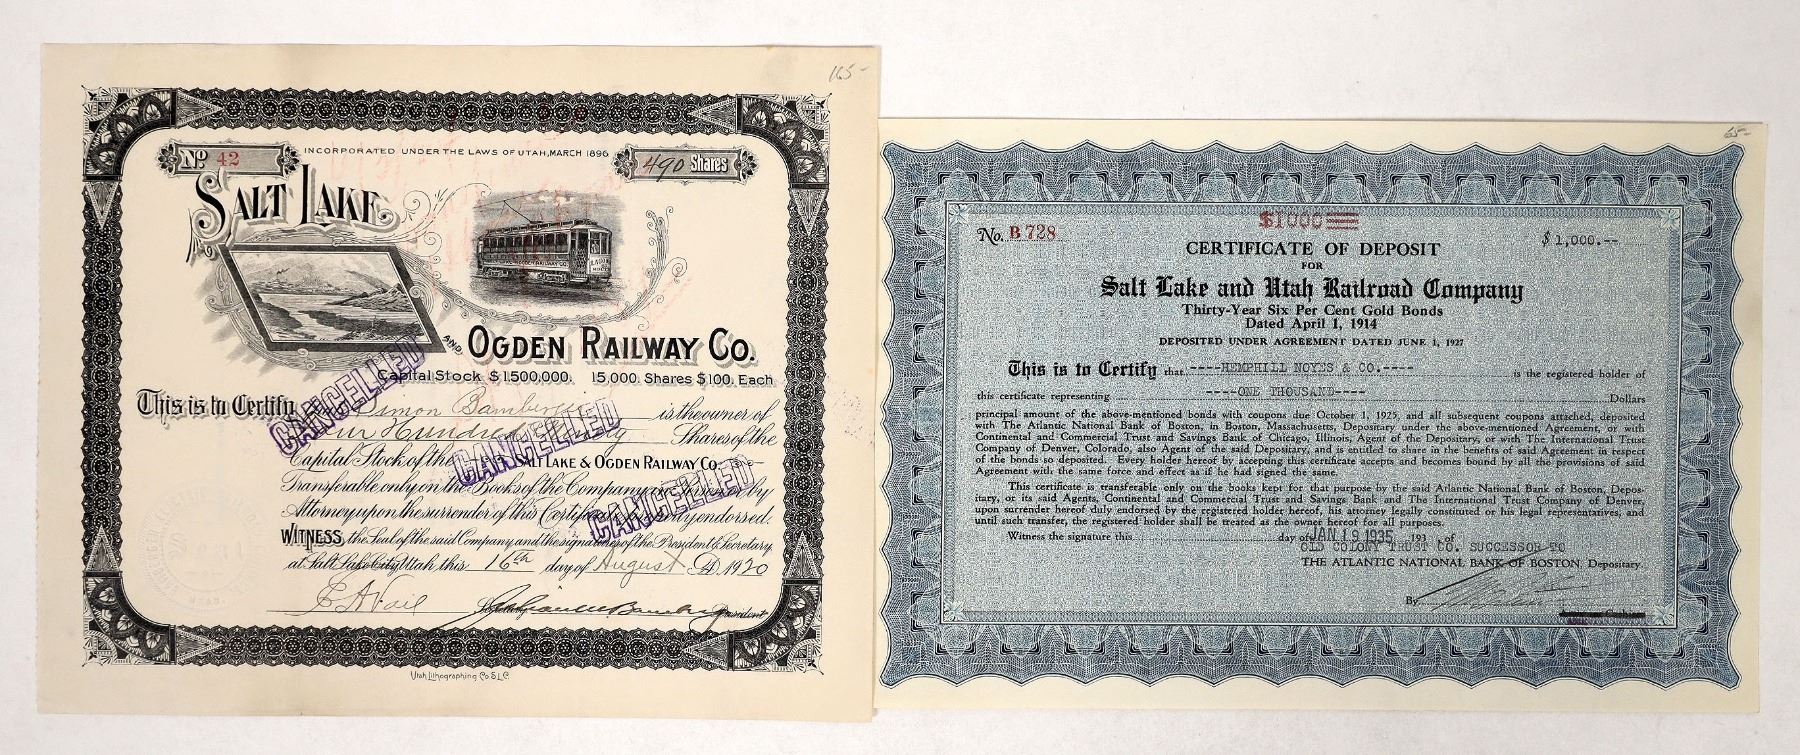 165-
No. 42
INCORPORATED UNDER THE LAWS OF UTAH, MARCH 1896
490 Shares
SALT LAKE
AND OGDEN RAILWAY CO.
Capital Stock $1,500,000. 15,000. Shares $100. Each
This is to Certify Simon Bamberger is the owner of
Four Hundred Shares of the
Capital Stock of the SALT LAKE & OGDEN RAILWAY CO.
Transferable only on the Books of the Company in person or by
Attorney upon the surrender of this Certificate properly endorsed.
WITNESS, the Seal of the said Company and the signatures of the President & Secretary
at Salt Lake City, Utah this 16th day of August A.D. 1920
Secretary President
CANCELLED
CANCELLED
CANCELLED
Seal
UTAH
Utah Lithographing Co. S.L.C.
65-
$1000
No. B 728
$ 1,000.--
CERTIFICATE OF DEPOSIT
FOR
Salt Lake and Utah Railroad Company
Thirty-Year Six Per Cent Gold Bonds
Dated April 1, 1914
DEPOSITED UNDER AGREEMENT DATED JUNE 1, 1927
This is to Certify that ----HEMPHILL NOYES & CO.---- is the registered holder of
this certificate representing ----ONE THOUSAND---- Dollars
principal amount of the above-mentioned bonds with coupons due October 1, 1925, and all subsequent coupons attached, deposited
with The Atlantic National Bank of Boston, in Boston, Massachusetts, Depositary under the above-mentioned Agreement, or with
Continental and Commercial Trust and Savings Bank of Chicago, Illinois, Agent of the Depositary, or with The International Trust
Company of Denver, Colorado, also Agent of the said Depositary, and is entitled to share in the benefits of said Agreement in respect
of the bonds so deposited. Every holder hereof by accepting this certificate accepts and becomes bound by all the provisions of said
Agreement with the same force and effect as if he had signed the same.
This certificate is transferable only on the books kept for that purpose by the said Atlantic National Bank of Boston, Depos-
itary, or its said Agents, Continental and Commercial Trust and Savings Bank and The International Trust Company of Denver,
upon surrender hereof duly endorsed by the registered holder hereof, his attorney legally constituted or his legal representatives, and
until such transfer, the registered holder shall be treated as the owner hereof for all purposes.
Witness the signature this day of JAN 19 1935 193 of
OLD COLONY TRUST CO. SUCCESSOR TO
THE ATLANTIC NATIONAL BANK OF BOSTON, Depositary.
By